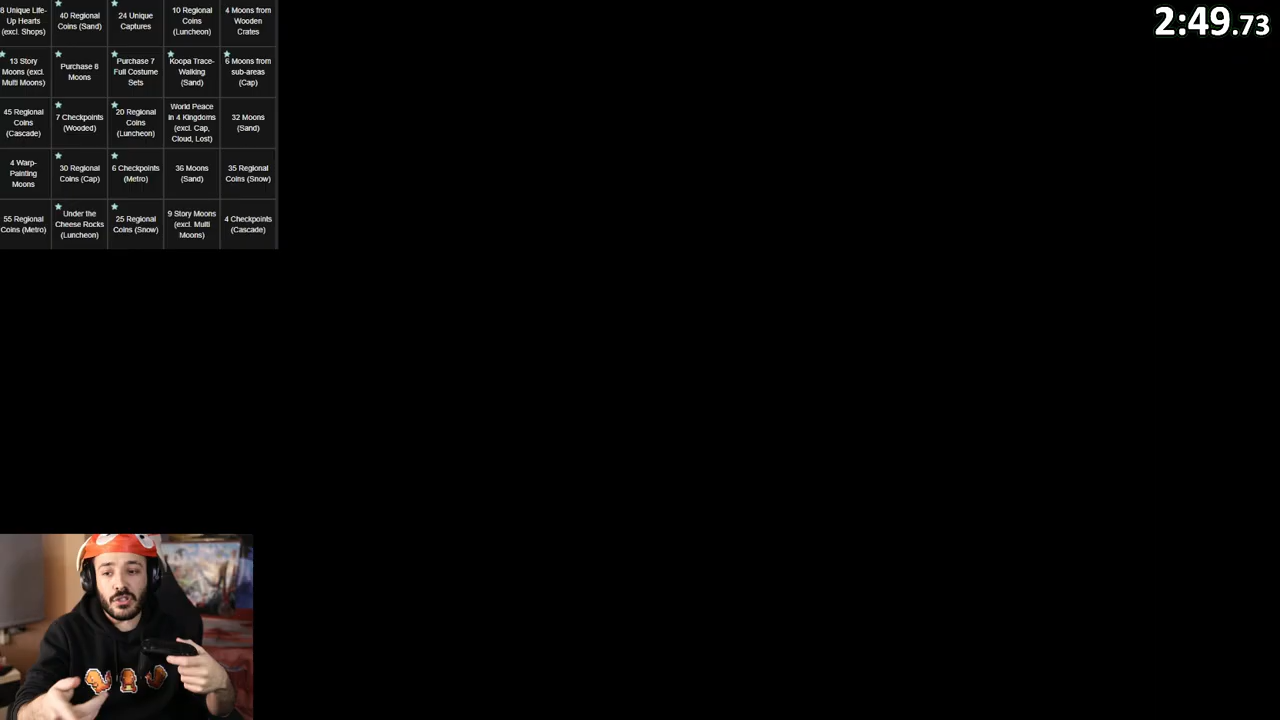 8 Unique Life-
Up Hearts
(excl. Shops)
40 Regional
Coins (Sand)
24 Unique
Captures
10 Regional
Coins
(Luncheon)
4 Moons from
Wooden
Crates
13 Story
Moons (excl.
Multi Moons)
Purchase 8
Moons
Purchase 7
Full Costume
Sets
Koopa Trace-
Walking
(Sand)
6 Moons from
sub-areas
(Cap)
45 Regional
Coins
(Cascade)
7 Checkpoints
(Wooded)
20 Regional
Coins
(Luncheon)
World Peace
in 4 Kingdoms
(excl. Cap,
Cloud, Lost)
32 Moons
(Sand)
4 Warp-
Painting
Moons
30 Regional
Coins (Cap)
6 Checkpoints
(Metro)
36 Moons
(Sand)
35 Regional
Coins (Snow)
55 Regional
Coins (Metro)
Under the
Cheese Rocks
(Luncheon)
25 Regional
Coins (Snow)
9 Story Moons
(excl. Multi
Moons)
4 Checkpoints
(Cascade)
2:49.73